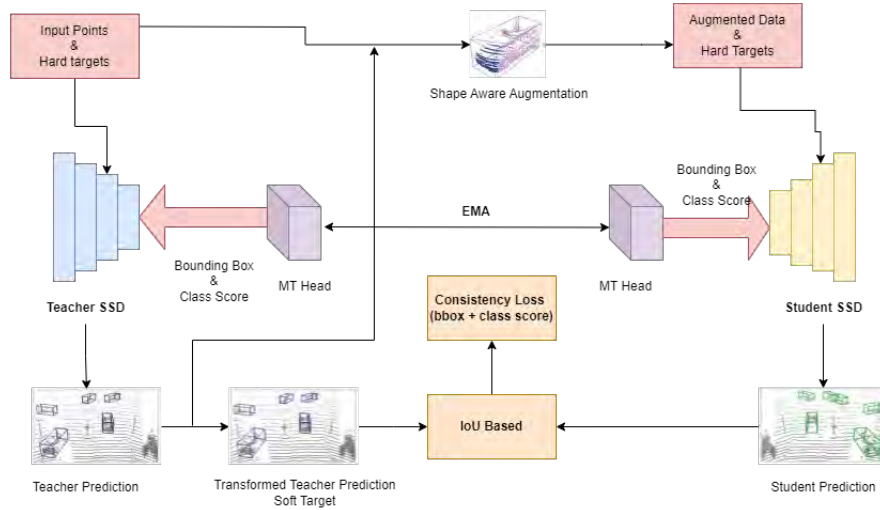 Input Points
&
Hard targets
Shape Aware Augmentation
Augmented Data
&
Hard Targets
Bounding Box
&
Class Score
MT Head
EMA
MT Head
Bounding Box
&
Class Score
Teacher SSD
Consistency Loss
(bbox + class score)
Student SSD
IoU Based
Teacher Prediction
Transformed Teacher Prediction
Soft Target
Student Prediction